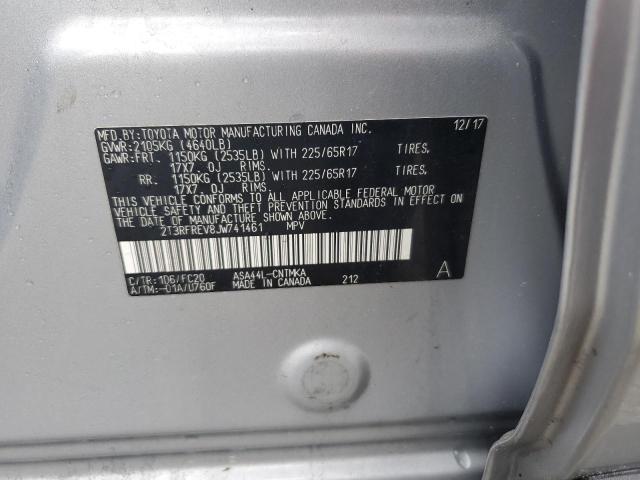 MFD.BY:TOYOTA MOTOR MANUFACTURING CANADA INC. 12/17
GVWR:2105KG (4640LB)
GAWR:FRT. 1150KG (2535LB) WITH 225/65R17 TIRES,
17X7. 0J RIMS
RR. 1150KG (2535LB) WITH 225/65R17 TIRES,
17X7. 0J RIMS
THIS VEHICLE CONFORMS TO ALL APPLICABLE FEDERAL MOTOR
VEHICLE SAFETY AND THEFT PREVENTION STANDARDS IN EFFECT ON
THE DATE OF MANUFACTURE SHOWN ABOVE.
2T3RFREV8JW741461 MPV
C/TR:1D6/FC20 ASA44L-CNTMKA A
A/TM:-01A/U760F MADE IN CANADA 212